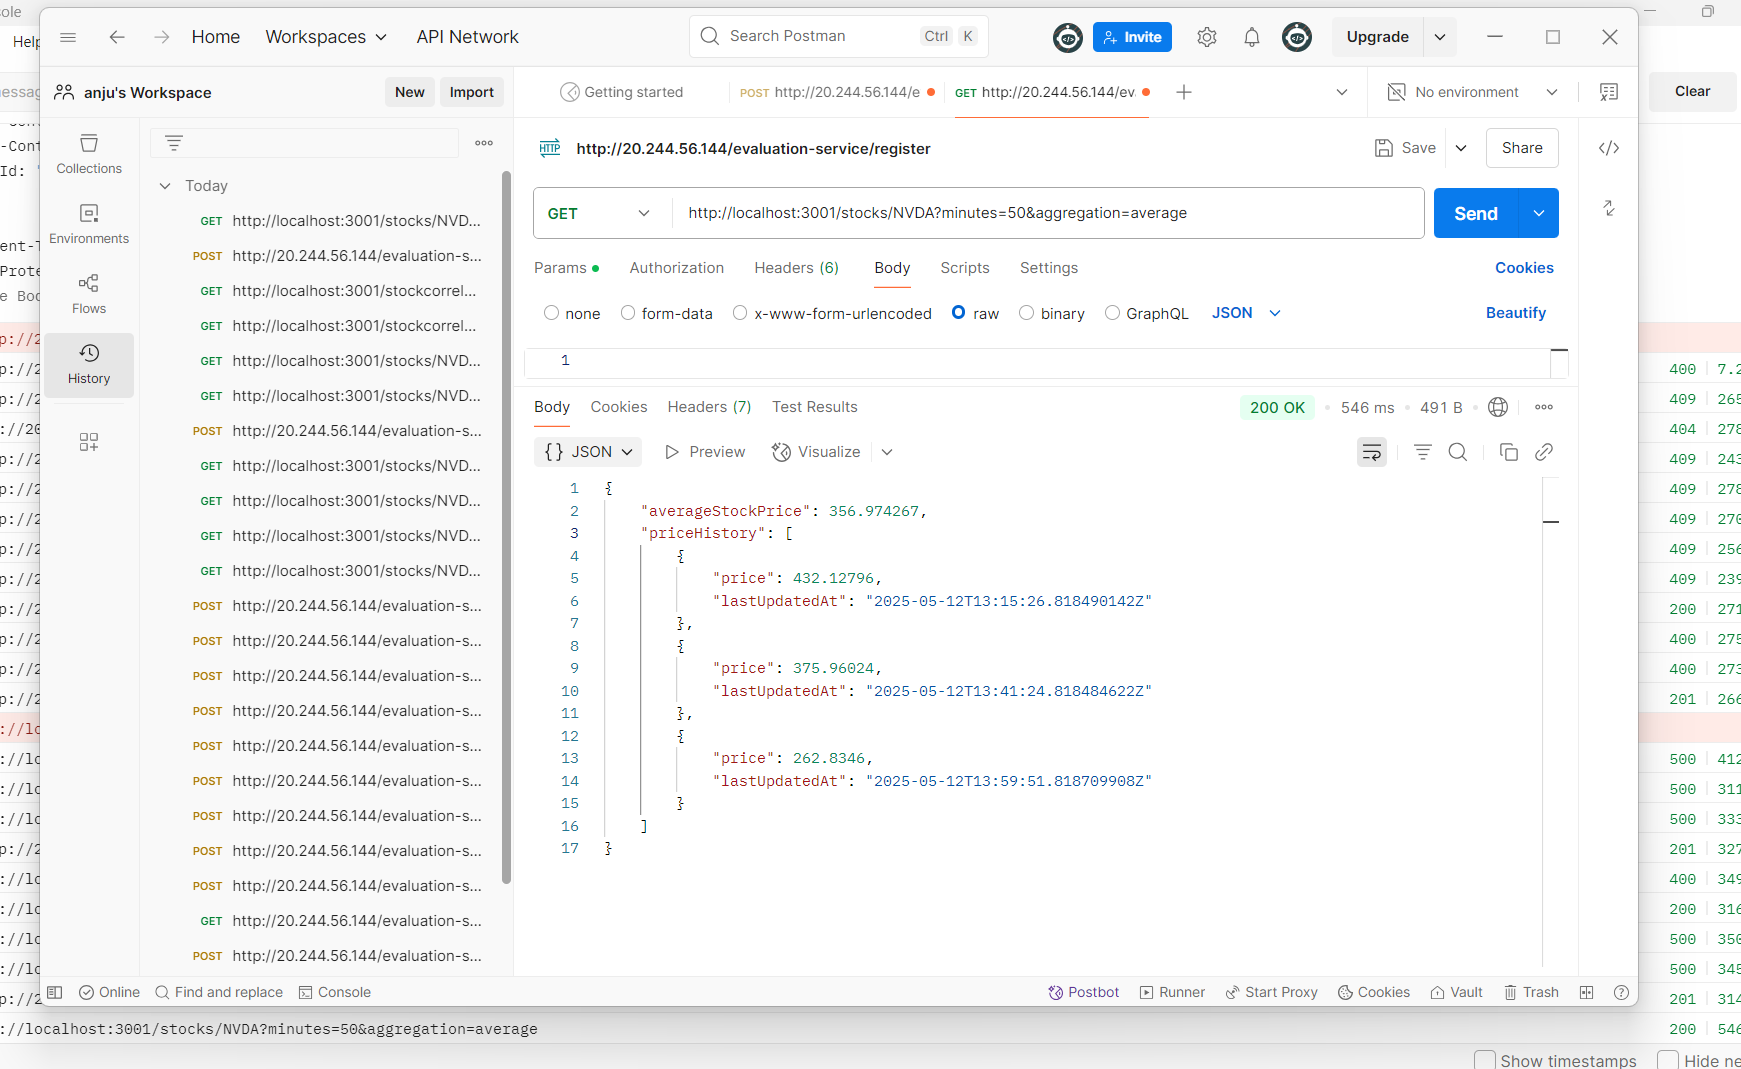 ole
Home
Workspaces
API Network
Search Postman
Ctrl
K
Invite
Upgrade
Help
anju's Workspace
New
Import
Getting started
POST http://20.244.56.144/e
GET http://20.244.56.144/ev.
No environment
Clear
Collections
Environments
Flows
History
Today
GET http://localhost:3001/stocks/NVD...
POST http://20.244.56.144/evaluation-s...
GET http://localhost:3001/stockcorrel...
GET http://localhost:3001/stockcorrel...
GET http://localhost:3001/stocks/NVD...
GET http://localhost:3001/stocks/NVD...
POST http://20.244.56.144/evaluation-s...
GET http://localhost:3001/stocks/NVD...
GET http://localhost:3001/stocks/NVD...
GET http://localhost:3001/stocks/NVD...
GET http://localhost:3001/stocks/NVD...
POST http://20.244.56.144/evaluation-s...
POST http://20.244.56.144/evaluation-s...
POST http://20.244.56.144/evaluation-s...
POST http://20.244.56.144/evaluation-s...
POST http://20.244.56.144/evaluation-s...
POST http://20.244.56.144/evaluation-s...
POST http://20.244.56.144/evaluation-s...
POST http://20.244.56.144/evaluation-s...
POST http://20.244.56.144/evaluation-s...
GET http://20.244.56.144/evaluation-s...
POST http://20.244.56.144/evaluation-s...
HTTP http://20.244.56.144/evaluation-service/register
Save
Share
GET http://localhost:3001/stocks/NVDA?minutes=50&aggregation=average
Send
Params
Authorization
Headers (6)
Body
Scripts
Settings
Cookies
none
form-data
x-www-form-urlencoded
raw
binary
GraphQL
JSON
Beautify
1
Body
Cookies
Headers (7)
Test Results
200 OK
546 ms
491 B
{} JSON
Preview
Visualize
1 {
2 "averageStockPrice": 356.974267,
3 "priceHistory": [
4 {
5 "price": 432.12796,
6 "lastUpdatedAt": "2025-05-12T13:15:26.818490142Z"
7 },
8 {
9 "price": 375.96024,
10 "lastUpdatedAt": "2025-05-12T13:41:24.818484622Z"
11 },
12 {
13 "price": 262.8346,
14 "lastUpdatedAt": "2025-05-12T13:59:51.818709908Z"
15 }
16 ]
17 }
400 7.2
409 265
404 278
409 243
409 278
409 270
409 256
409 239
200 271
400 275
400 273
201 266
500 412
500 311
500 333
201 327
400 349
200 316
500 350
500 345
201 314
Online
Find and replace
Console
Postbot
Runner
Start Proxy
Cookies
Vault
Trash
://localhost:3001/stocks/NVDA?minutes=50&aggregation=average
200 546
Show timestamps
Hide ne